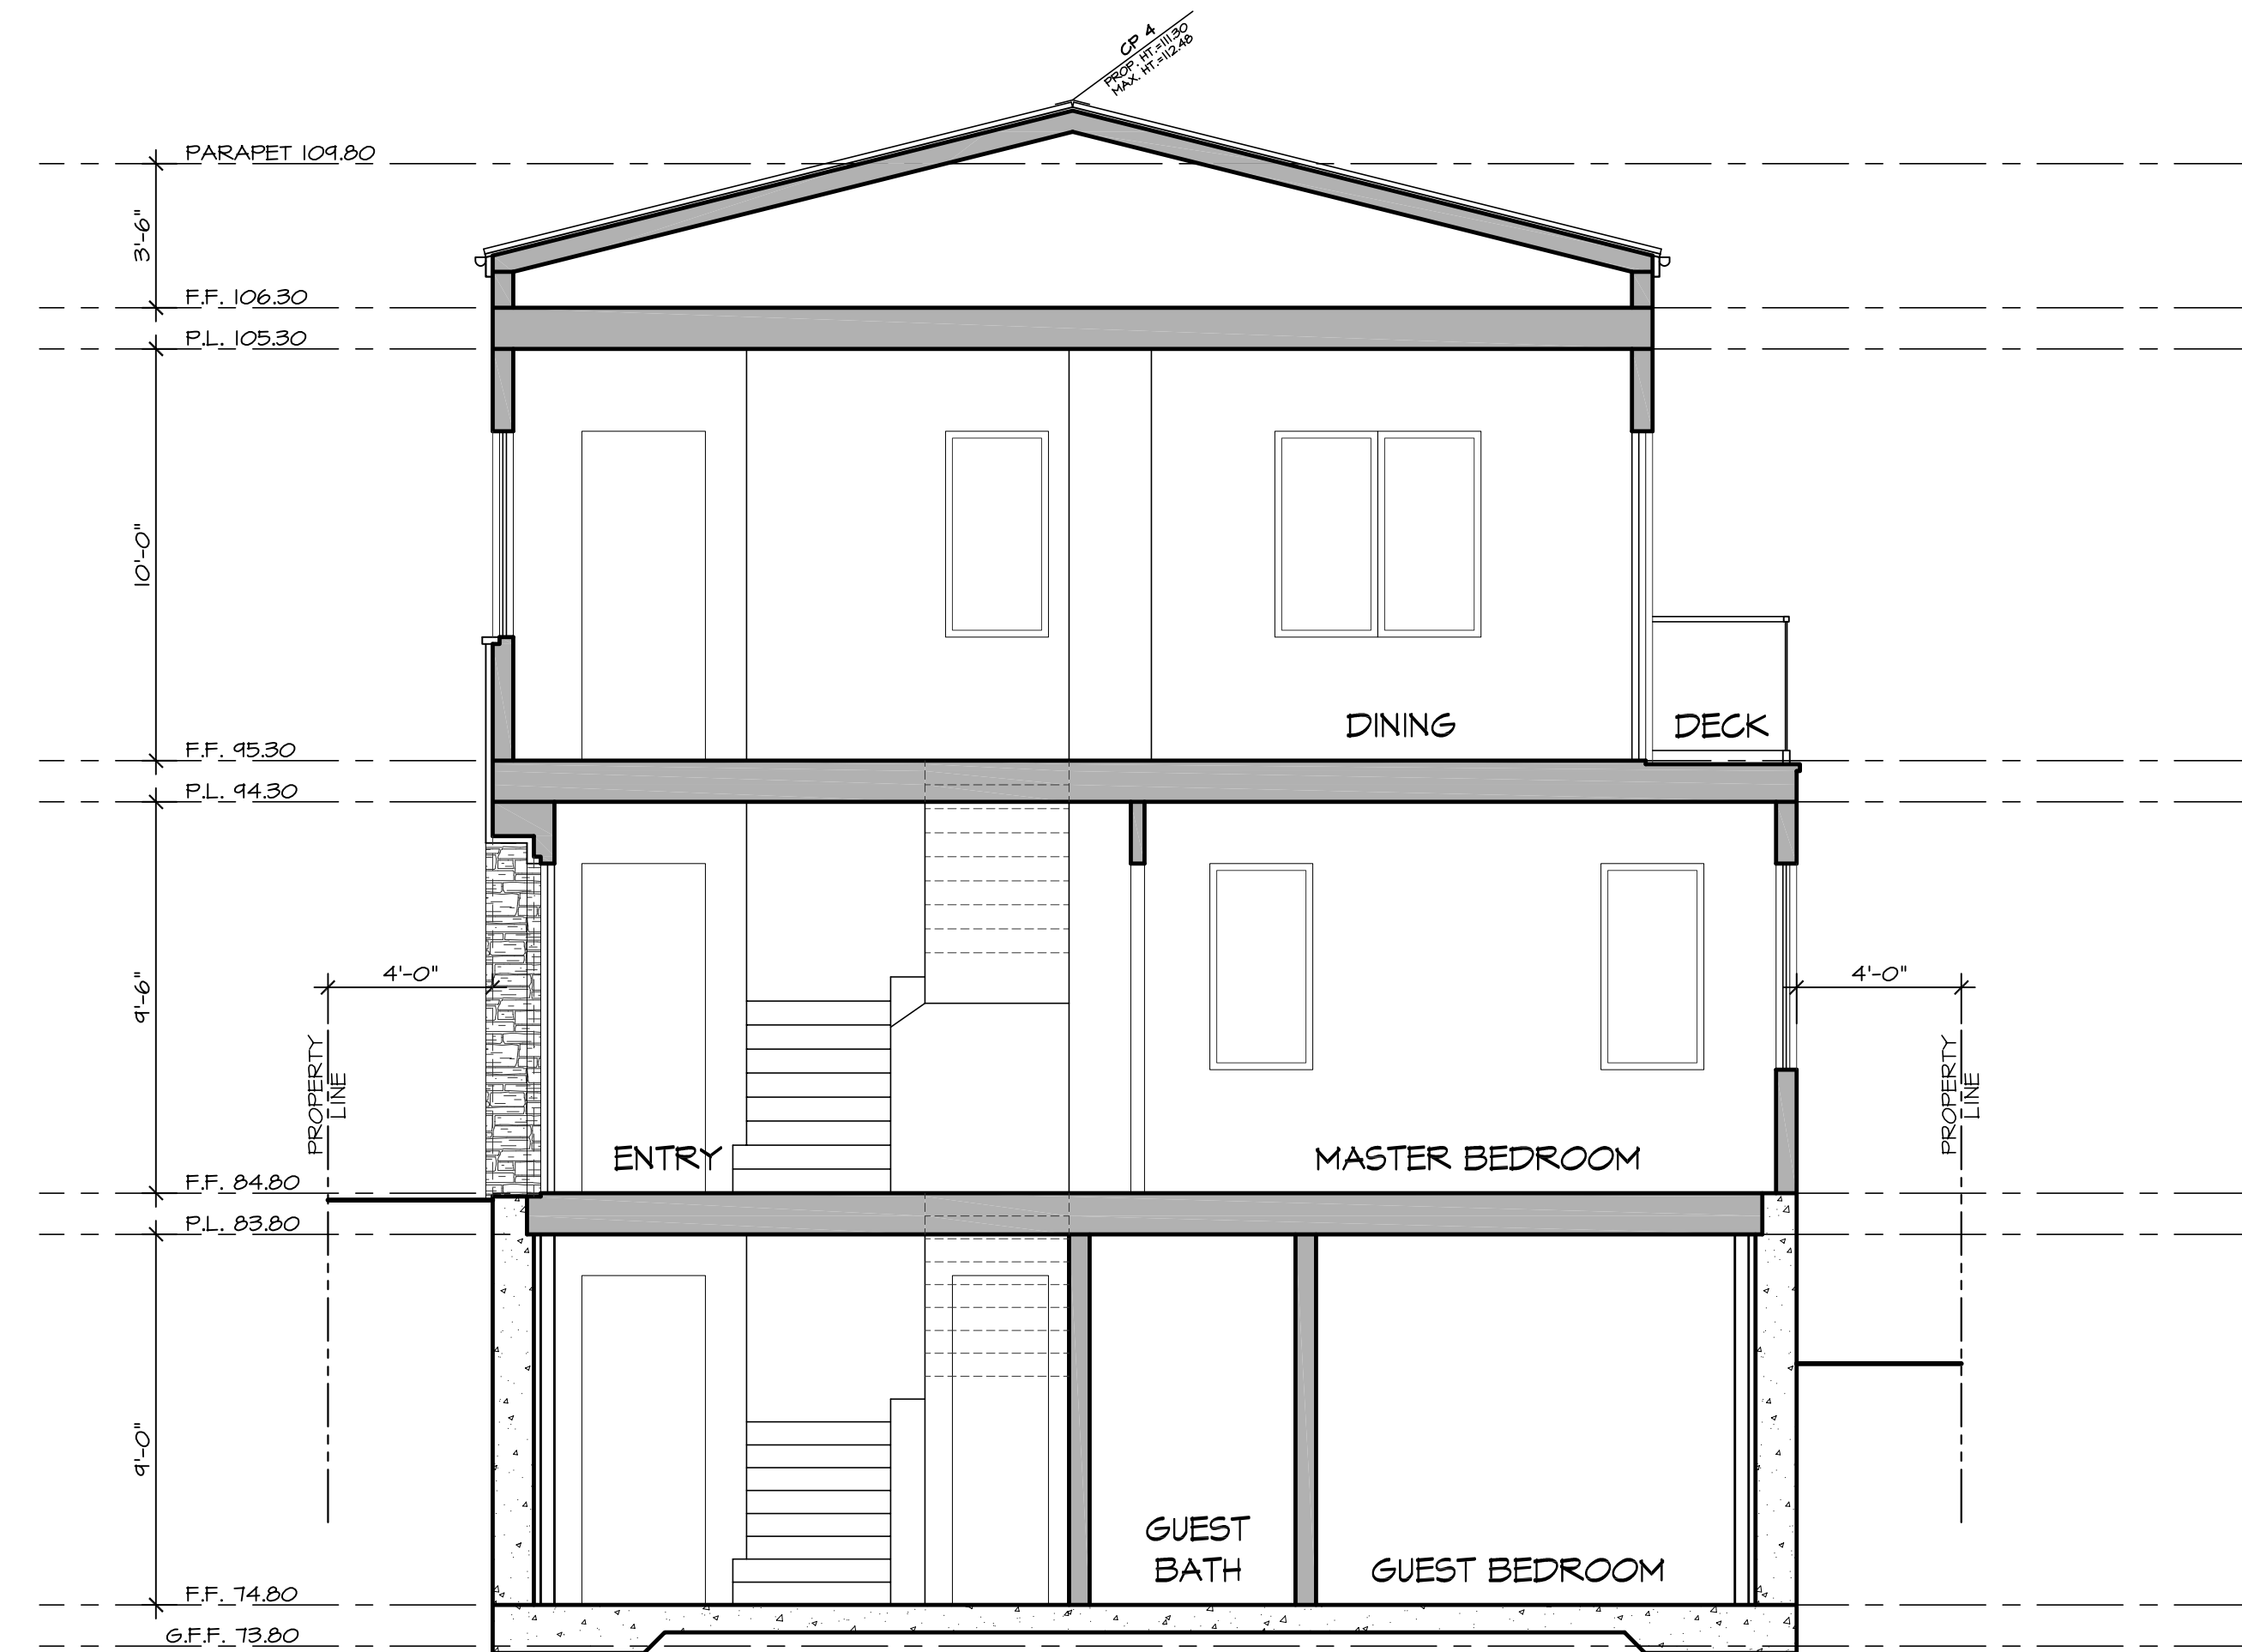 CP 4
PROP. HT.=111.30
MAX. HT.=112.48
PARAPET 109.80
3'-6"
F.F. 106.30
P.L. 105.30
10'-0"
DINING
DECK
F.F. 95.30
P.L. 94.30
9'-6"
4'-0"
4'-0"
PROPERTY
LINE
PROPERTY
LINE
ENTRY
MASTER BEDROOM
F.F. 84.80
P.L. 83.80
9'-0"
GUEST
BATH
GUEST BEDROOM
F.F. 74.80
G.F.F. 73.80